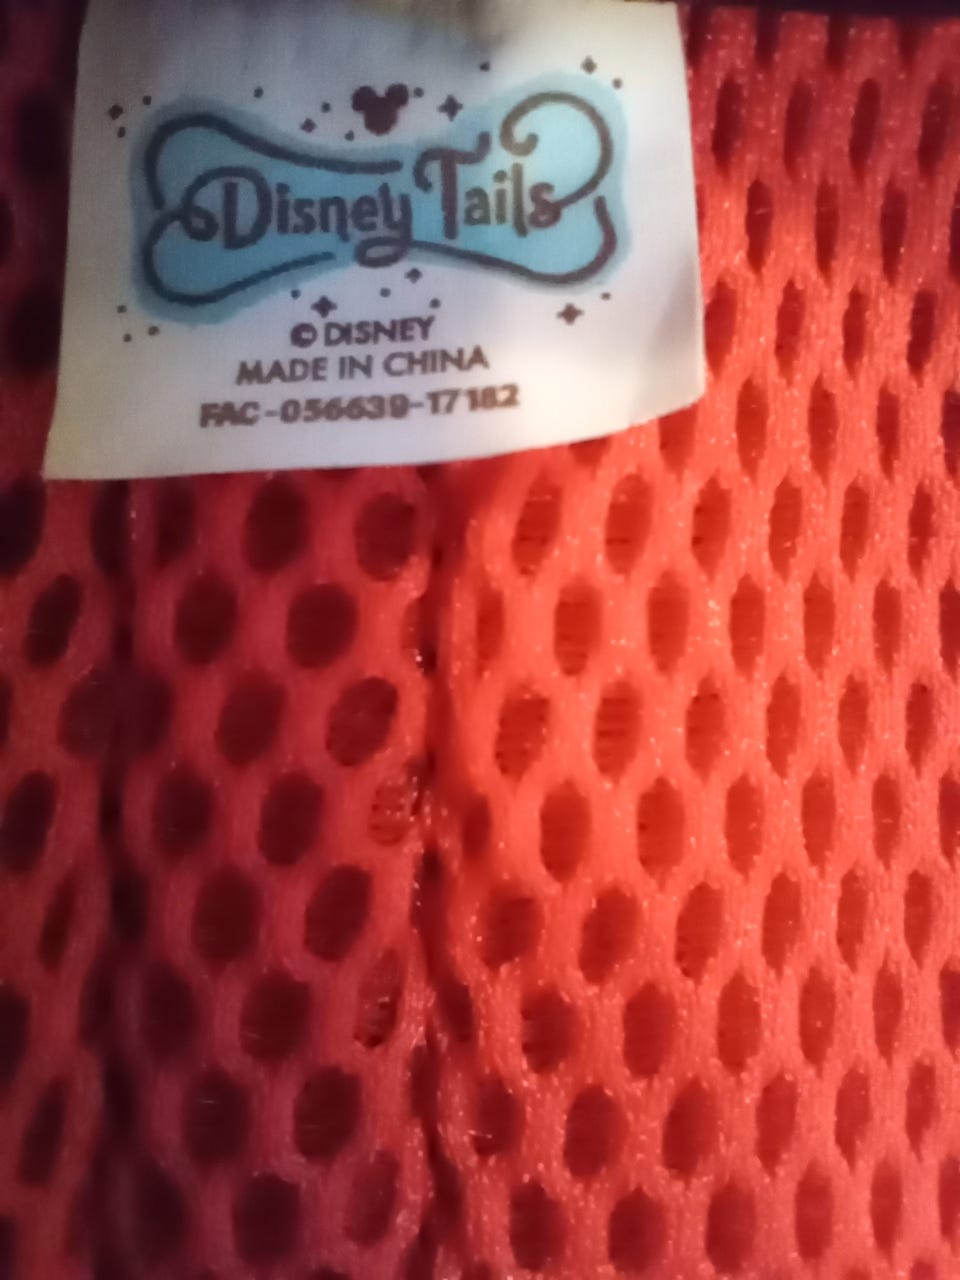 Disney Tails
© DISNEY
MADE IN CHINA
FAC-056639-17182